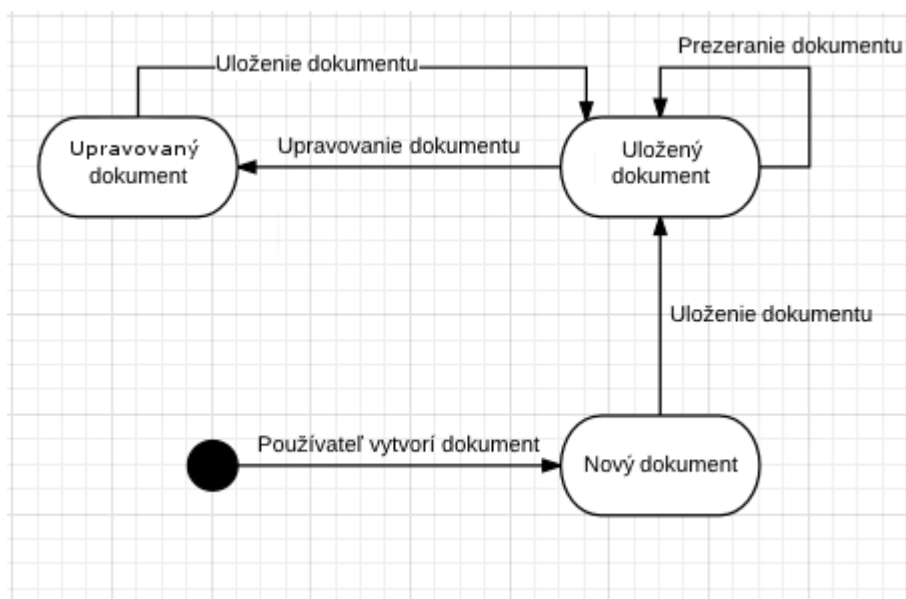 Prezeranie dokumentu
Uloženie dokumentu
Upravovaný
dokument
Upravovanie dokumentu
Uložený
dokument
Uloženie dokumentu
Používateľ vytvorí dokument
Nový dokument